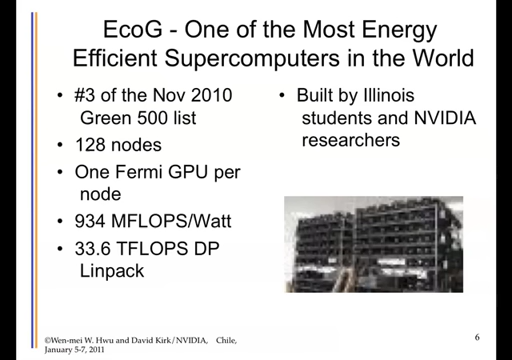 EcoG - One of the Most Energy
Efficient Supercomputers in the World
• #3 of the Nov 2010
Green 500 list
• 128 nodes
• One Fermi GPU per
node
• 934 MFLOPS/Watt
• 33.6 TFLOPS DP
Linpack
• Built by Illinois
students and NVIDIA
researchers
©Wen-mei W. Hwu and David Kirk/NVIDIA, Chile,
January 5-7, 2011
6